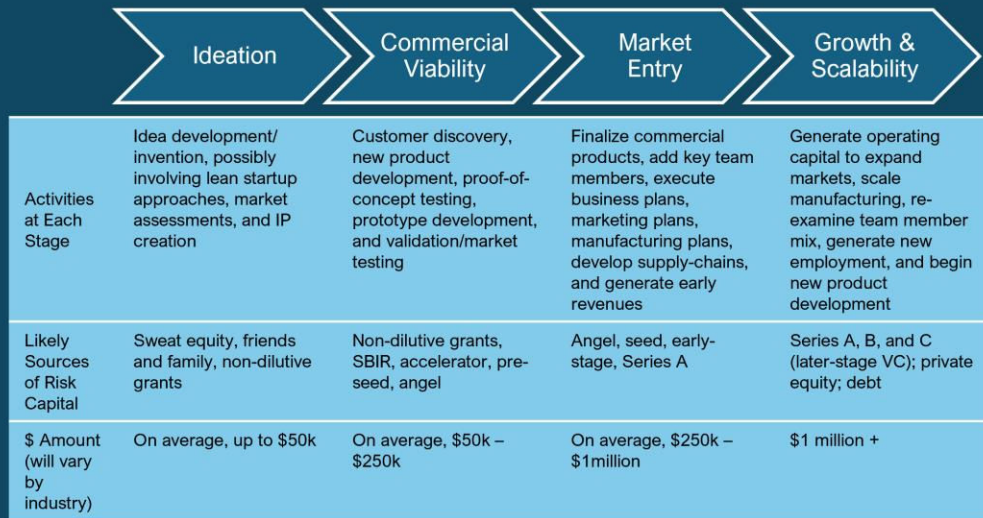 Ideation
Commercial
Viability
Market
Entry
Growth &
Scalability
Activities
at Each
Stage
Idea development/
invention, possibly
involving lean startup
approaches, market
assessments, and IP
creation
Customer discovery,
new product
development, proof-of-
concept testing,
prototype development,
and validation/market
testing
Finalize commercial
products, add key team
members, execute
business plans,
marketing plans,
manufacturing plans,
develop supply-chains,
and generate early
revenues
Generate operating
capital to expand
markets, scale
manufacturing, re-
examine team member
mix, generate new
employment, and begin
new product
development
Likely
Sources
of Risk
Capital
Sweat equity, friends
and family, non-dilutive
grants
Non-dilutive grants,
SBIR, accelerator, pre-
seed, angel
Angel, seed, early-
stage, Series A
Series A, B, and C
(later-stage VC); private
equity; debt
$ Amount
(will vary
by
industry)
On average, up to $50k
On average, $50k –
$250k
On average, $250k –
$1million
$1 million +